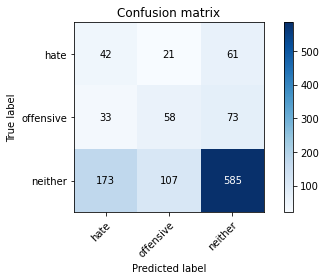 Confusion matrix
True label
hate 42 21 61
offensive 33 58 73
neither 173 107 585
hate offensive neither
Predicted label
500
400
300
200
100